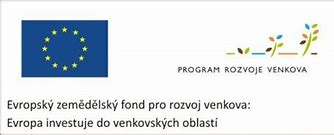 PROGRAM ROZVOJE VENKOVA
Evropský zemědělský fond pro rozvoj venkova:
Evropa investuje do venkovských oblastí